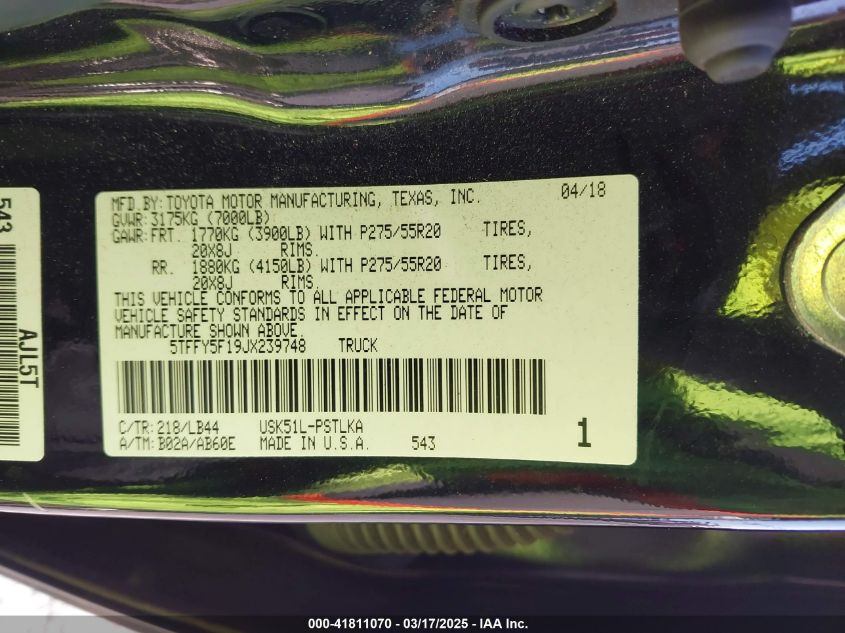 543
AJL5T
MFD.BY:TOYOTA MOTOR MANUFACTURING, TEXAS, INC. 04/18
GVWR:3175KG (7000LB)
GAWR:FRT. 1770KG (3900LB) WITH P275/55R20 TIRES,
20X8J RIMS.
RR. 1880KG (4150LB) WITH P275/55R20 TIRES,
20X8J RIMS.
THIS VEHICLE CONFORMS TO ALL APPLICABLE FEDERAL MOTOR
VEHICLE SAFETY STANDARDS IN EFFECT ON THE DATE OF
MANUFACTURE SHOWN ABOVE.
5TFFY5F19JX239748 TRUCK
C/TR:218/LB44 USK51L-PSTLKA
A/TM:B02A/AB60E MADE IN U.S.A. 543 1
000-41811070 - 03/17/2025 - IAA Inc.